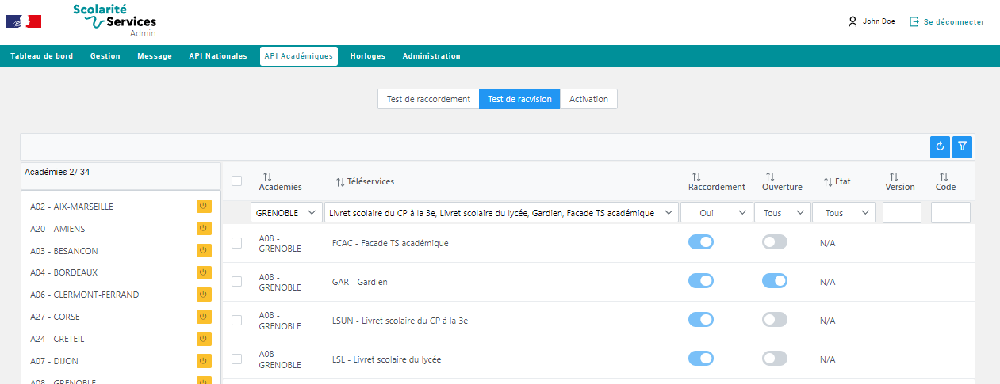 Scolarité
Services
Admin
John Doe
Se déconnecter
Tableau de bord
Gestion
Message
API Nationales
API Académiques
Horloges
Administration
Test de raccordement
Test de racvision
Activation
Académies 2/ 34
A02 - AIX-MARSEILLE
A20 - AMIENS
A03 - BESANCON
A04 - BORDEAUX
A06 - CLERMONT-FERRAND
A27 - CORSE
A24 - CRETEIL
A07 - DIJON
A08 - GRENOBLE
Academies
Téléservices
Raccordement
Ouverture
Etat
Version
Code
GRENOBLE
Livret scolaire du CP à la 3e, Livret scolaire du lycée, Gardien, Facade TS académique
Oui
Tous
Tous
A08 -
GRENOBLE
FCAC - Facade TS académique
N/A
A08 -
GRENOBLE
GAR - Gardien
N/A
A08 -
GRENOBLE
LSUN - Livret scolaire du CP à la 3e
N/A
A08 -
GRENOBLE
LSL - Livret scolaire du lycée
N/A